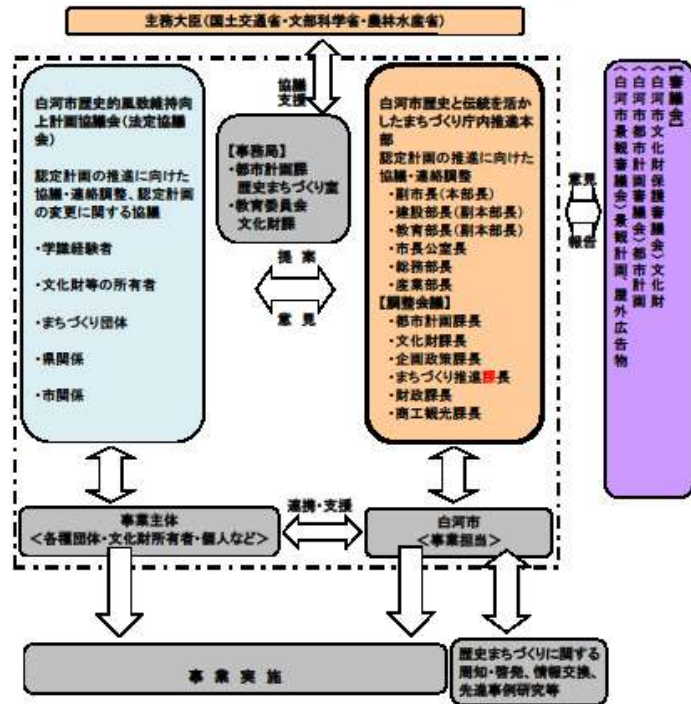 主務大臣(国土交通省・文部科学省・農林水産省)
協議
支援
白河市歴史的風致維持向
上計画協議会(法定協議
会)
認定計画の推進に向けた
協議・連絡調整、認定計画
の変更に関する協議
・学識経験者
・文化財等の所有者
・まちづくり団体
・県関係
・市関係
【事務局】
・都市計画課
歴史まちづくり室
・教育委員会
文化財課
提 案
意 見
白河市歴史と伝統を活か
したまちづくり庁内推進本
部
認定計画の推進に向けた
協議・連絡調整
・副市長(本部長)
・建設部長(副本部長)
・教育部長(副本部長)
・市長公室長
・総務部長
・産業部長
【調整会議】
・都市計画課長
・文化財課長
・企画政策課長
・まちづくり推進課長
・財政課長
・商工観光課長
意見
報告
【審議会】
(白河市文化財保護審議会)文化財
(白河市都市計画審議会)都市計画
(白河市景観審議会)景観計画、屋外広告物
事業主体
<各種団体・文化財所有者・個人など>
連携・支援
白河市
<事業担当>
事 業 実 施
歴史まちづくりに関する
周知・啓発、情報交換、
先進事例研究等